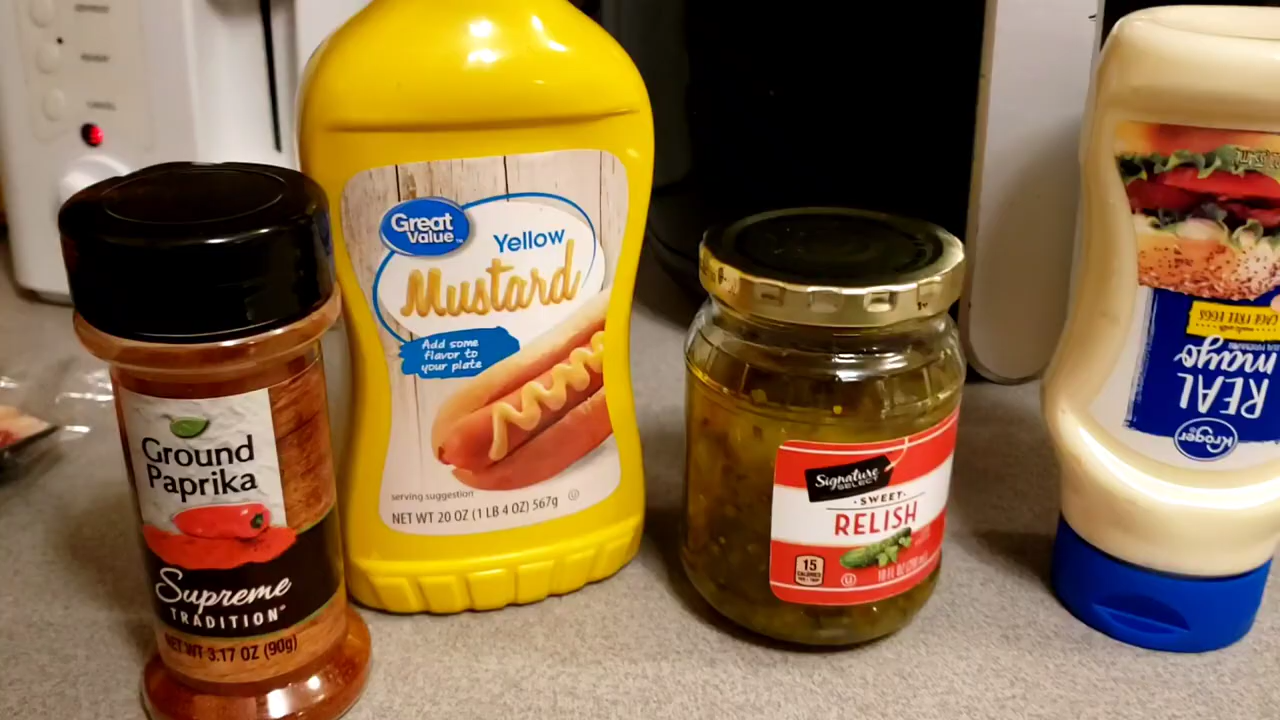 Ground
Paprika
Supreme
TRADITION
NET WT 3.17 OZ (90g)
Great
Value
Yellow
Mustard
Add some
flavor to
your plate
serving suggestion
NET WT 20 OZ (1 LB 4 OZ) 567g
Signature
SELECT
SWEET
RELISH
15
CALORIES
Kroger
REAL
mayo
CAGE FREE EGGS